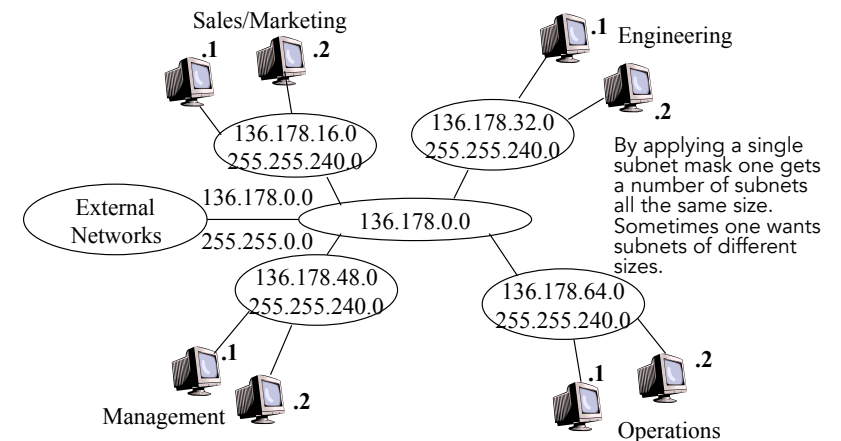 Sales/Marketing
.1
.2
.1
Engineering
.2
136.178.16.0
255.255.240.0
136.178.32.0
255.255.240.0
By applying a single
subnet mask one gets
a number of subnets
all the same size.
Sometimes one wants
subnets of different
sizes.
External
Networks
136.178.0.0
255.255.0.0
136.178.0.0
136.178.48.0
255.255.240.0
136.178.64.0
255.255.240.0
.1
.2
Management
.1
.2
Operations